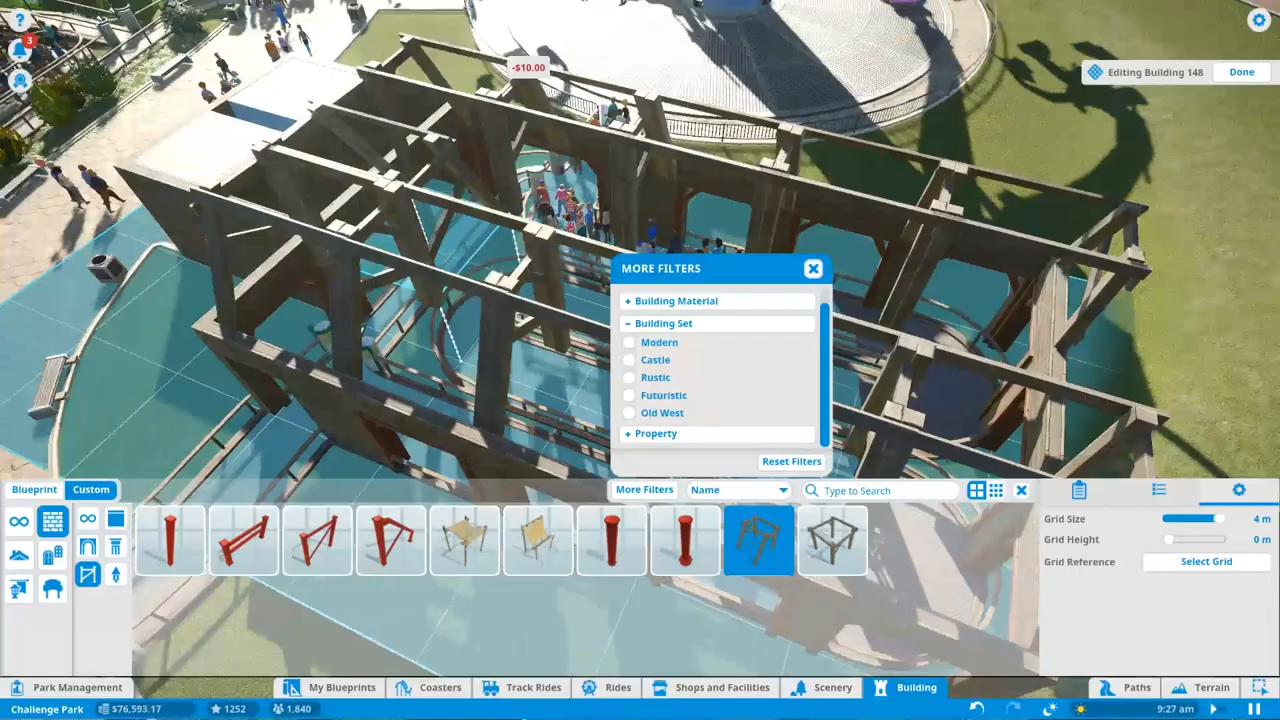 ?
3
-$10.00
Editing Building 148
Done
MORE FILTERS
+ Building Material
− Building Set
Modern
Castle
Rustic
Futuristic
Old West
+ Property
Reset Filters
Blueprint
Custom
More Filters
Name
Type to Search
Grid Size
4 m
Grid Height
0 m
Grid Reference
Select Grid
Park Management
My Blueprints
Coasters
Track Rides
Rides
Shops and Facilities
Scenery
Building
Paths
Terrain
Challenge Park
$76,593.17
1252
1,840
9:27 am